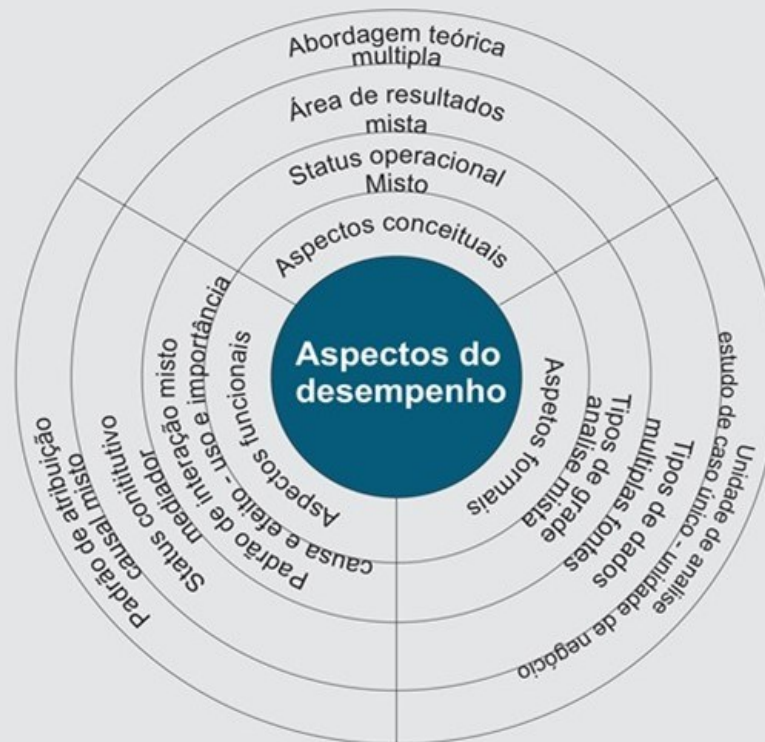 Abordagem teórica
multipla
Área de resultados
mista
Status operacional
Misto
Aspectos conceituais
Aspectos do
desempenho
Aspetos formais
Tipos de grade
analise mista
Tipos de dados
multiplas fontes
Unidade de analise
estudo de caso único - unidade de negócio
Aspectos funcionais
Padrão de interação misto
causa e efeito - uso e importância
Status contitutivo
mediador
Padrão de atribuição
causal misto